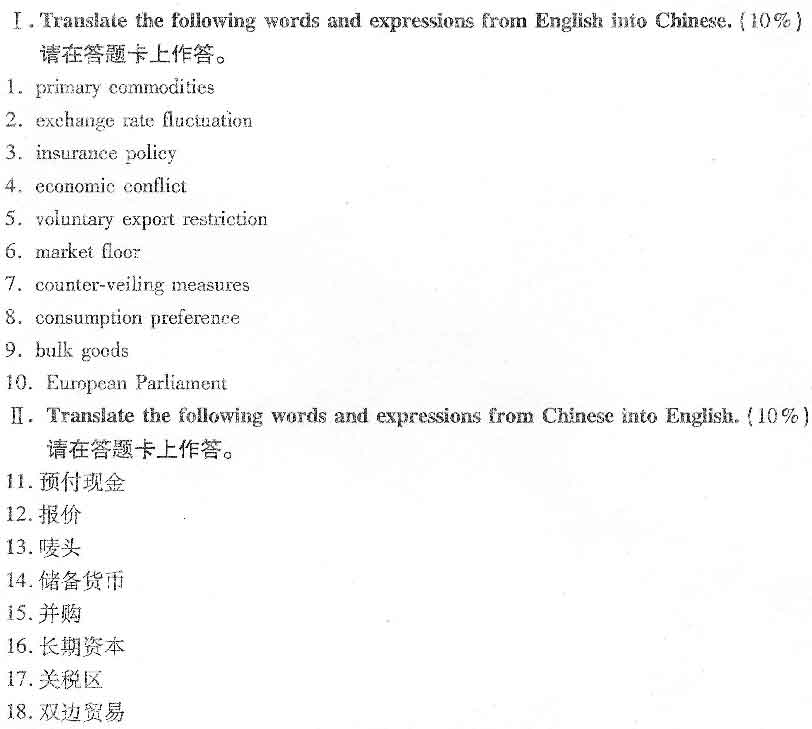 Ⅰ. Translate the following words and expressions from English into Chinese. (10%)
请在答题卡上作答。
1. primary commodities
2. exchange rate fluctuation
3. insurance policy
4. economic conflict
5. voluntary export restriction
6. market floor
7. counter-veiling measures
8. consumption preference
9. bulk goods
10. European Parliament
Ⅱ. Translate the following words and expressions from Chinese into English. (10%)
请在答题卡上作答。
11. 预付现金
12. 报价
13. 唛头
14. 储备货币
15. 并购
16. 长期资本
17. 关税区
18. 双边贸易